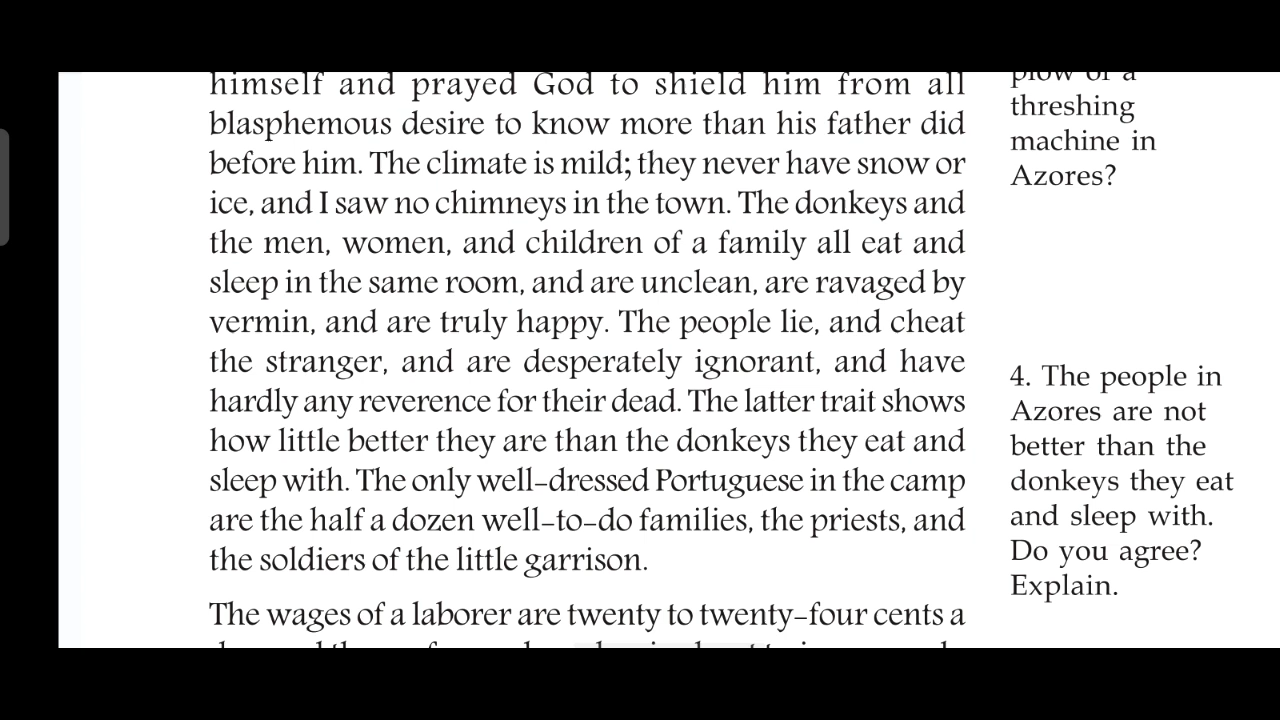 himself and prayed God to shield him from all
blasphemous desire to know more than his father did
before him. The climate is mild; they never have snow or
ice, and I saw no chimneys in the town. The donkeys and
the men, women, and children of a family all eat and
sleep in the same room, and are unclean, are ravaged by
vermin, and are truly happy. The people lie, and cheat
the stranger, and are desperately ignorant, and have
hardly any reverence for their dead. The latter trait shows
how little better they are than the donkeys they eat and
sleep with. The only well-dressed Portuguese in the camp
are the half a dozen well-to-do families, the priests, and
the soldiers of the little garrison.
The wages of a laborer are twenty to twenty-four cents a
plow or a
threshing
machine in
Azores?
4. The people in
Azores are not
better than the
donkeys they eat
and sleep with.
Do you agree?
Explain.